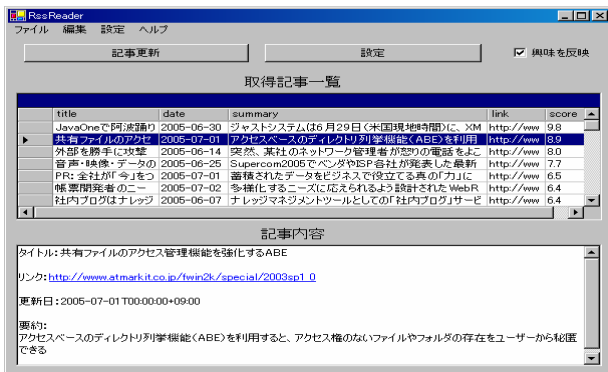 RssReader
ファイル 編集 設定 ヘルプ
記事更新 設定 興味を反映
取得記事一覧
title date summary link score
JavaOneで阿波踊り 2005-06-30 ジャストシステムは6月29日(米国現地時間)に、XM http://ww 9.8
共有ファイルのアクセ 2005-07-01 アクセスベースのディレクトリ列挙機能(ABE)を利用 http://ww 8.9
外部を勝手に攻撃 2005-06-14 突然、某社のネットワーク管理者が怒りの電話をよこ http://ww 8.0
音声・映像・データの 2005-06-25 Supercom2005でベンダやISP各社が発表した最新 http://ww 7.7
PR: 全社が「今」をつ 2005-07-01 蓄積されたデータをビジネスで役立てる真の「力」に http://ww 6.5
帳票開発者のニー 2005-07-02 多様化するニーズに応えられるよう設計されたWebR http://ww 6.4
社内ブログはナレッジ 2005-06-07 ナレッジマネジメントツールとしての「社内ブログ」サービ http://ww 6.4
記事内容
タイトル:共有ファイルのアクセス管理機能を強化するABE
リンク:http://www.atmarkit.co.jp/fwin2k/special/2003sp1_0
更新日:2005-07-01T00:00:00+09:00
要約:
アクセスベースのディレクトリ列挙機能(ABE)を利用すると、アクセス権のないファイルやフォルダの存在をユーザーから秘匿
できる